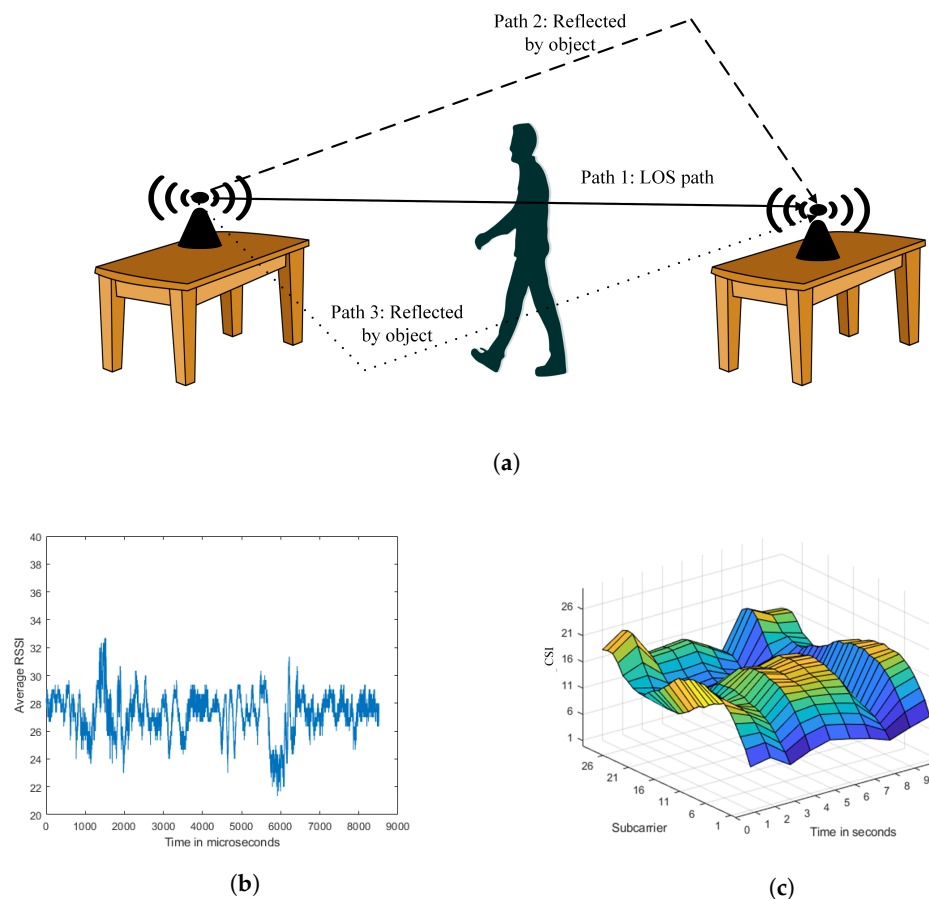 Path 2: Reflected
by object
Path 1: LOS path
Path 3: Reflected
by object
(a)
40
38
36
34
32
30
28
26
24
22
20
Average RSSI
0 1000 2000 3000 4000 5000 6000 7000 8000 9000
Time in microseconds
(b)
26
21
16
11
6
1
CSI
26
21
16
11
6
1
Subcarrier
0 1 2 3 4 5 6 7 8 9
Time in seconds
(c)